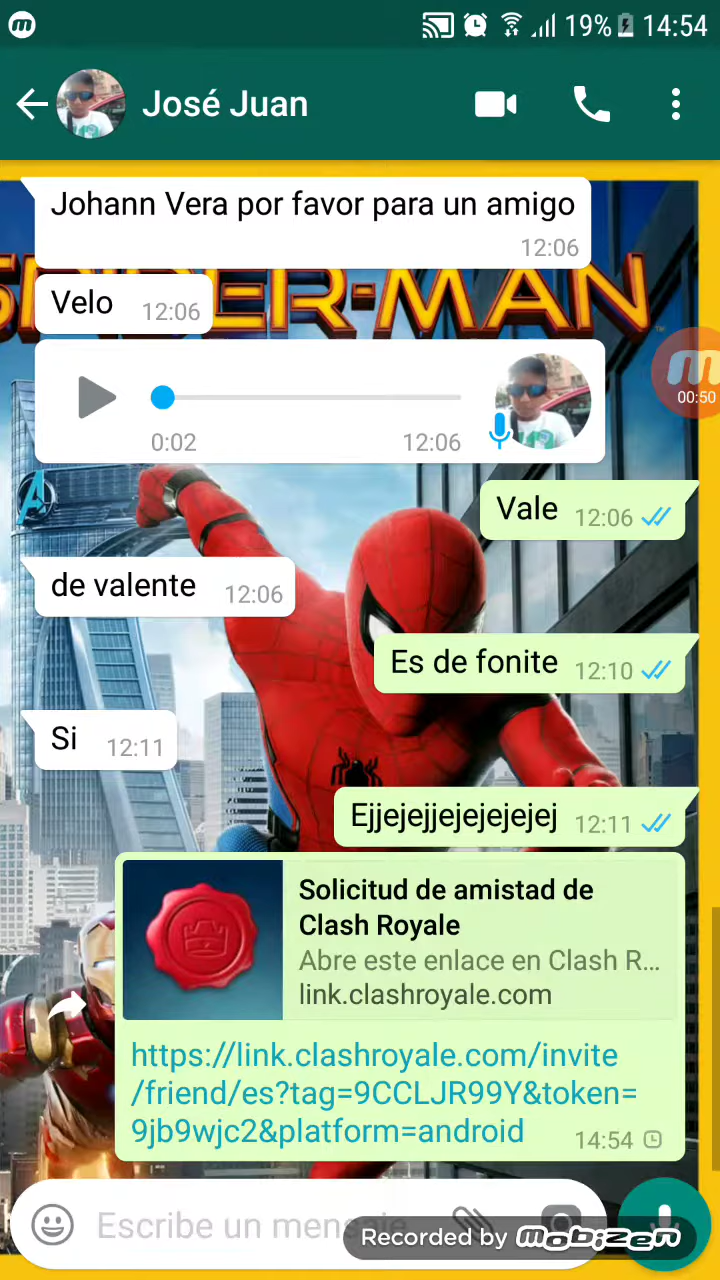 19% 14:54
José Juan
Johann Vera por favor para un amigo
12:06
SPIDER-MAN
Velo 12:06
00:50
0:02 12:06
Vale 12:06
de valente 12:06
Es de fonite 12:10
Si 12:11
Ejjejejjejejejejej 12:11
Solicitud de amistad de
Clash Royale
Abre este enlace en Clash R...
link.clashroyale.com
https://link.clashroyale.com/invite
/friend/es?tag=9CCLJR99Y&token=
9jb9wjc2&platform=android 14:54
Escribe un mensaje
Recorded by mobizen